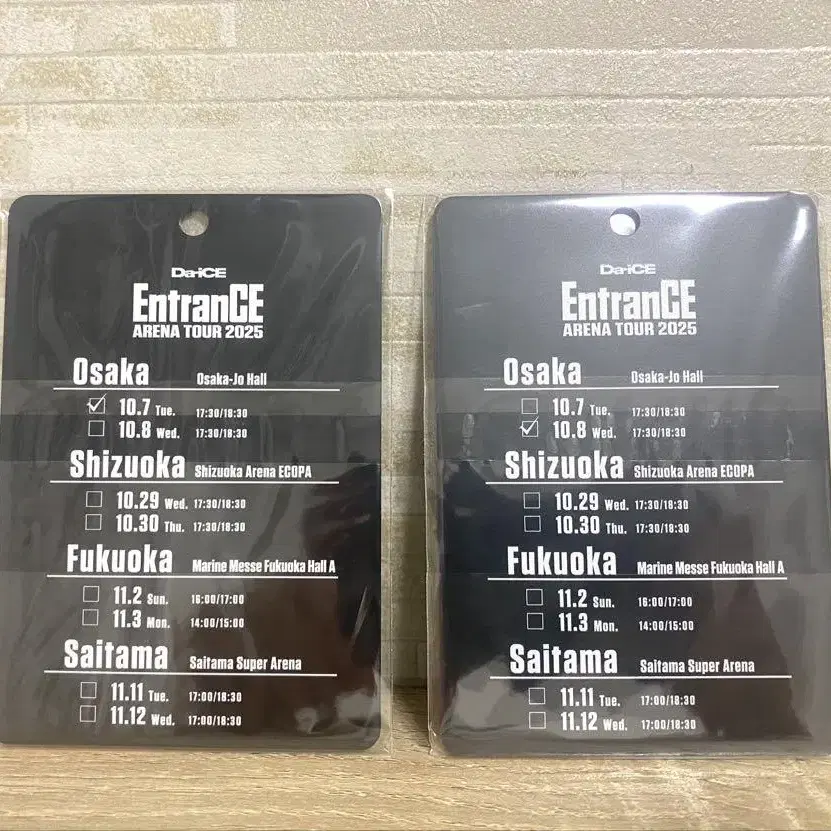 Da-iCE
EntranCE
ARENA TOUR 2025
Osaka Osaka-Jo Hall
☑ 10.7 Tue. 17:30/18:30
☐ 10.8 Wed. 17:30/18:30
Shizuoka Shizuoka Arena ECOPA
☐ 10.29 Wed. 17:30/18:30
☐ 10.30 Thu. 17:30/18:30
Fukuoka Marine Messe Fukuoka Hall A
☐ 11.2 Sun. 16:00/17:00
☐ 11.3 Mon. 14:00/15:00
Saitama Saitama Super Arena
☐ 11.11 Tue. 17:00/18:30
☐ 11.12 Wed. 17:00/18:30
Da-iCE
EntranCE
ARENA TOUR 2025
Osaka Osaka-Jo Hall
☐ 10.7 Tue. 17:30/18:30
☑ 10.8 Wed. 17:30/18:30
Shizuoka Shizuoka Arena ECOPA
☐ 10.29 Wed. 17:30/18:30
☐ 10.30 Thu. 17:30/18:30
Fukuoka Marine Messe Fukuoka Hall A
☐ 11.2 Sun. 16:00/17:00
☐ 11.3 Mon. 14:00/15:00
Saitama Saitama Super Arena
☐ 11.11 Tue. 17:00/18:30
☐ 11.12 Wed. 17:00/18:30